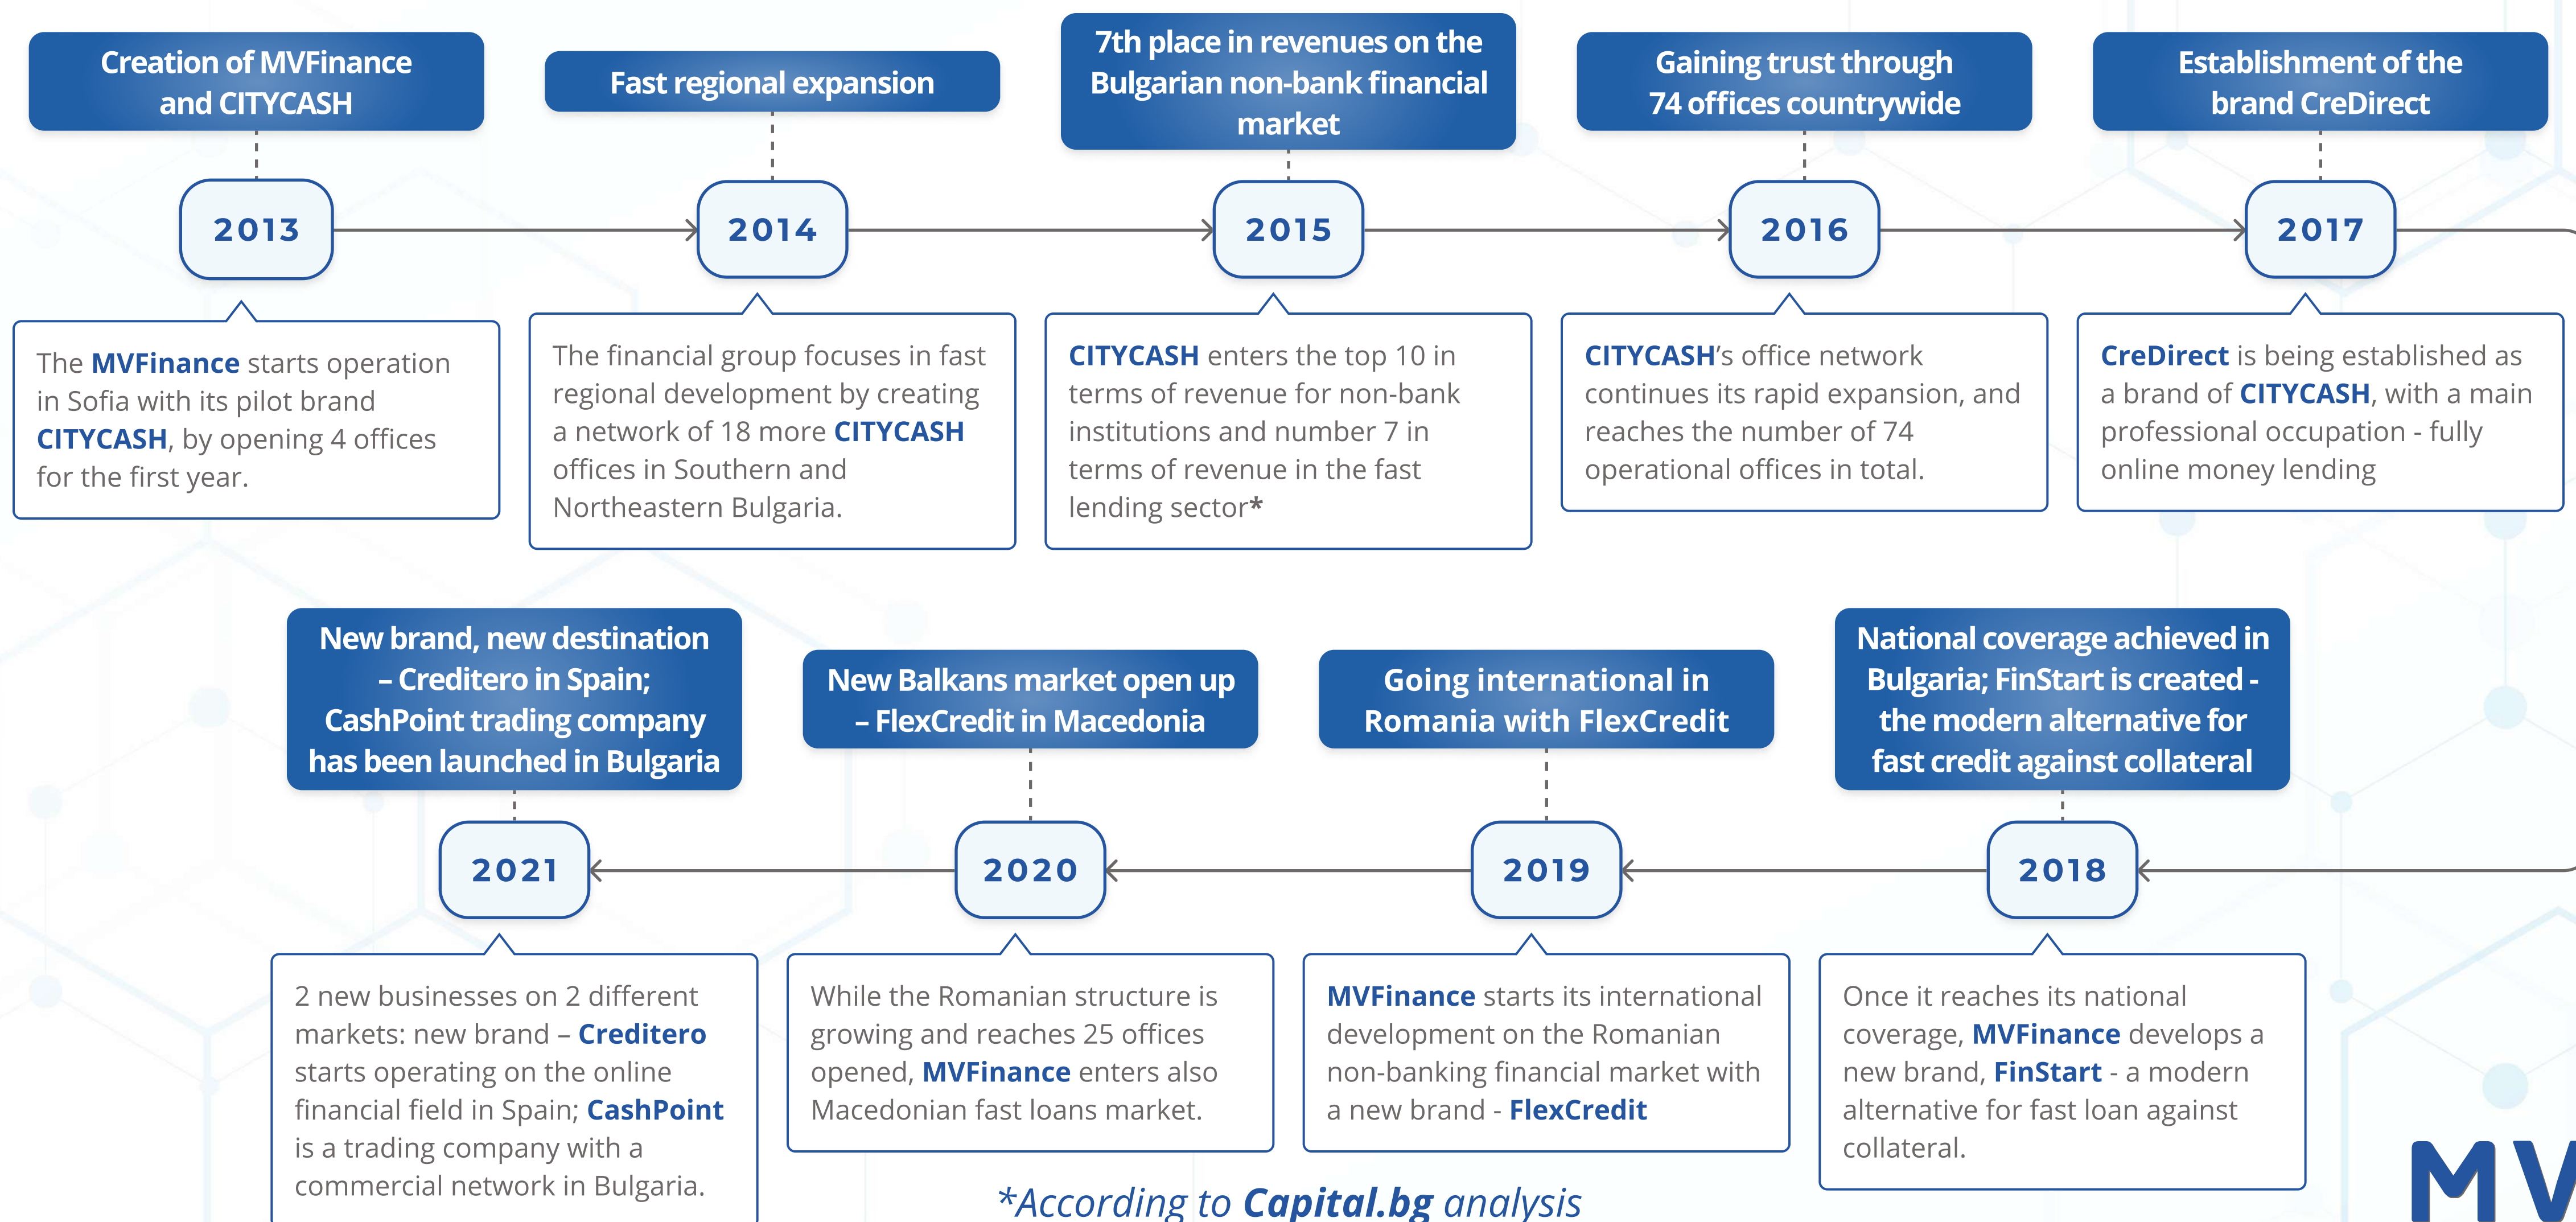 Creation of MVFinance
and CITYCASH
2013
The MVFinance starts operation
in Sofia with its pilot brand
CITYCASH, by opening 4 offices
for the first year.
Fast regional expansion
2014
The financial group focuses in fast
regional development by creating
a network of 18 more CITYCASH
offices in Southern and
Northeastern Bulgaria.
7th place in revenues on the
Bulgarian non-bank financial
market
2015
CITYCASH enters the top 10 in
terms of revenue for non-bank
institutions and number 7 in
terms of revenue in the fast
lending sector*
Gaining trust through
74 offices countrywide
2016
CITYCASH’s office network
continues its rapid expansion, and
reaches the number of 74
operational offices in total.
Establishment of the
brand CreDirect
2017
CreDirect is being established as
a brand of CITYCASH, with a main
professional occupation - fully
online money lending
National coverage achieved in
Bulgaria; FinStart is created -
the modern alternative for
fast credit against collateral
2018
Once it reaches its national
coverage, MVFinance develops a
new brand, FinStart - a modern
alternative for fast loan against
collateral.
Going international in
Romania with FlexCredit
2019
MVFinance starts its international
development on the Romanian
non-banking financial market with
a new brand - FlexCredit
New Balkans market open up
– FlexCredit in Macedonia
2020
While the Romanian structure is
growing and reaches 25 offices
opened, MVFinance enters also
Macedonian fast loans market.
New brand, new destination
– Creditero in Spain;
CashPoint trading company
has been launched in Bulgaria
2021
2 new businesses on 2 different
markets: new brand – Creditero
starts operating on the online
financial field in Spain; CashPoint
is a trading company with a
commercial network in Bulgaria.
*According to Capital.bg analysis
MV